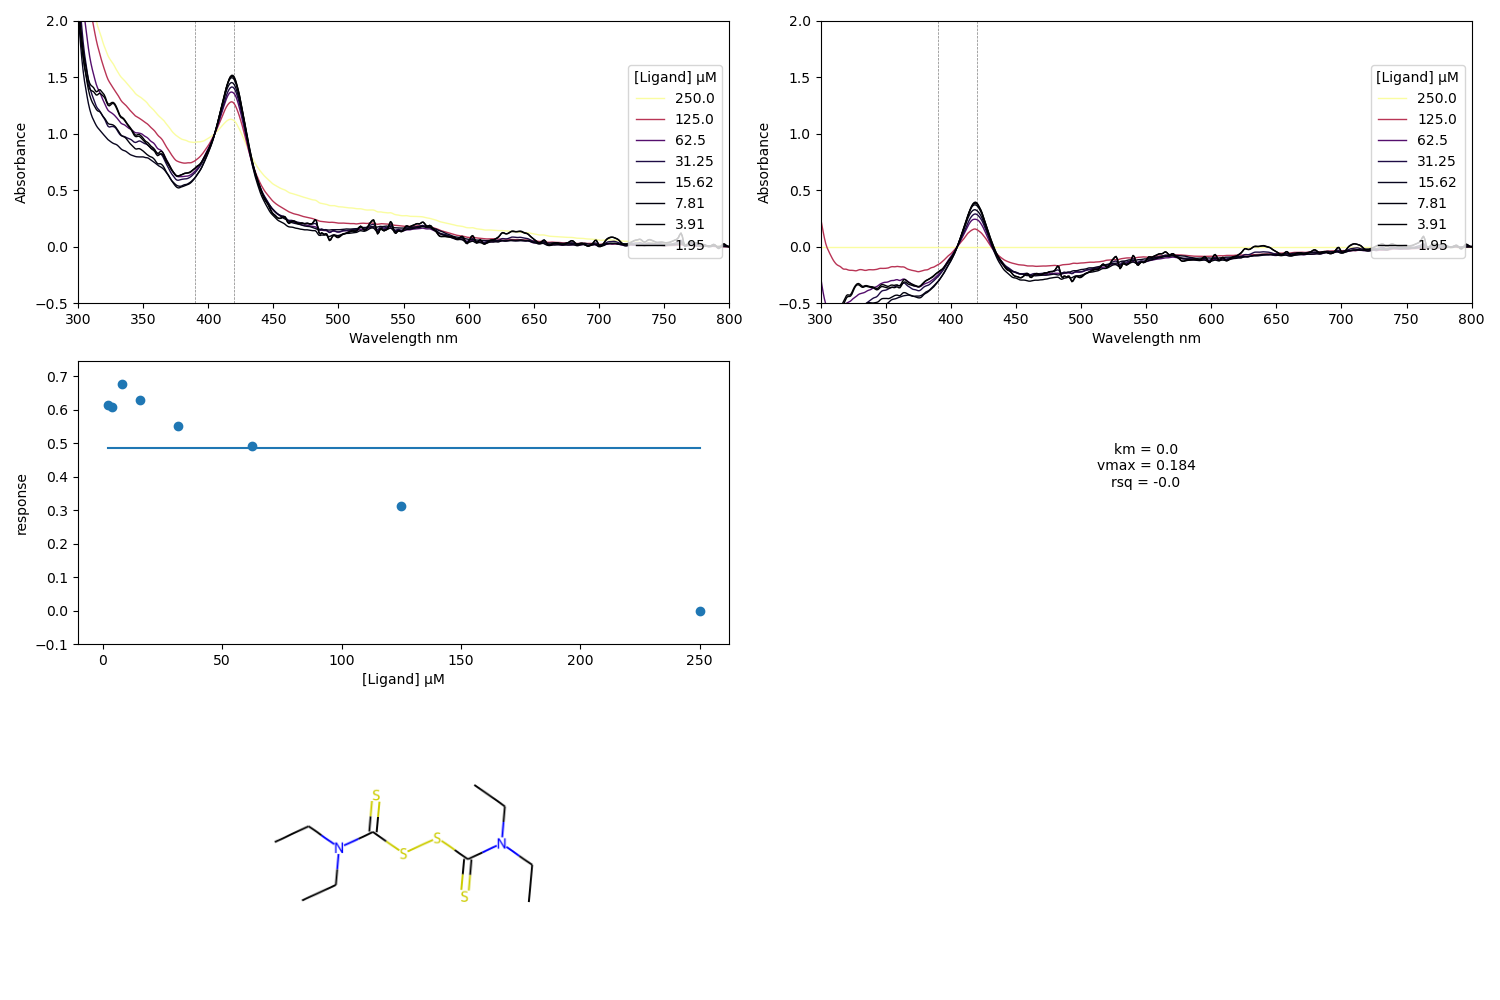 2.0
1.5
1.0
0.5
0.0
−0.5
Absorbance
300 350 400 450 500 550 600 650 700 750 800
Wavelength nm
[Ligand] µM
250.0
125.0
62.5
31.25
15.62
7.81
3.91
1.95
2.0
1.5
1.0
0.5
0.0
−0.5
Absorbance
300 350 400 450 500 550 600 650 700 750 800
Wavelength nm
[Ligand] µM
250.0
125.0
62.5
31.25
15.62
7.81
3.91
1.95
0.7
0.6
0.5
0.4
0.3
0.2
0.1
0.0
−0.1
response
0 50 100 150 200 250
[Ligand] µM
km = 0.0
vmax = 0.184
rsq = -0.0
S
N
S
S
N
S